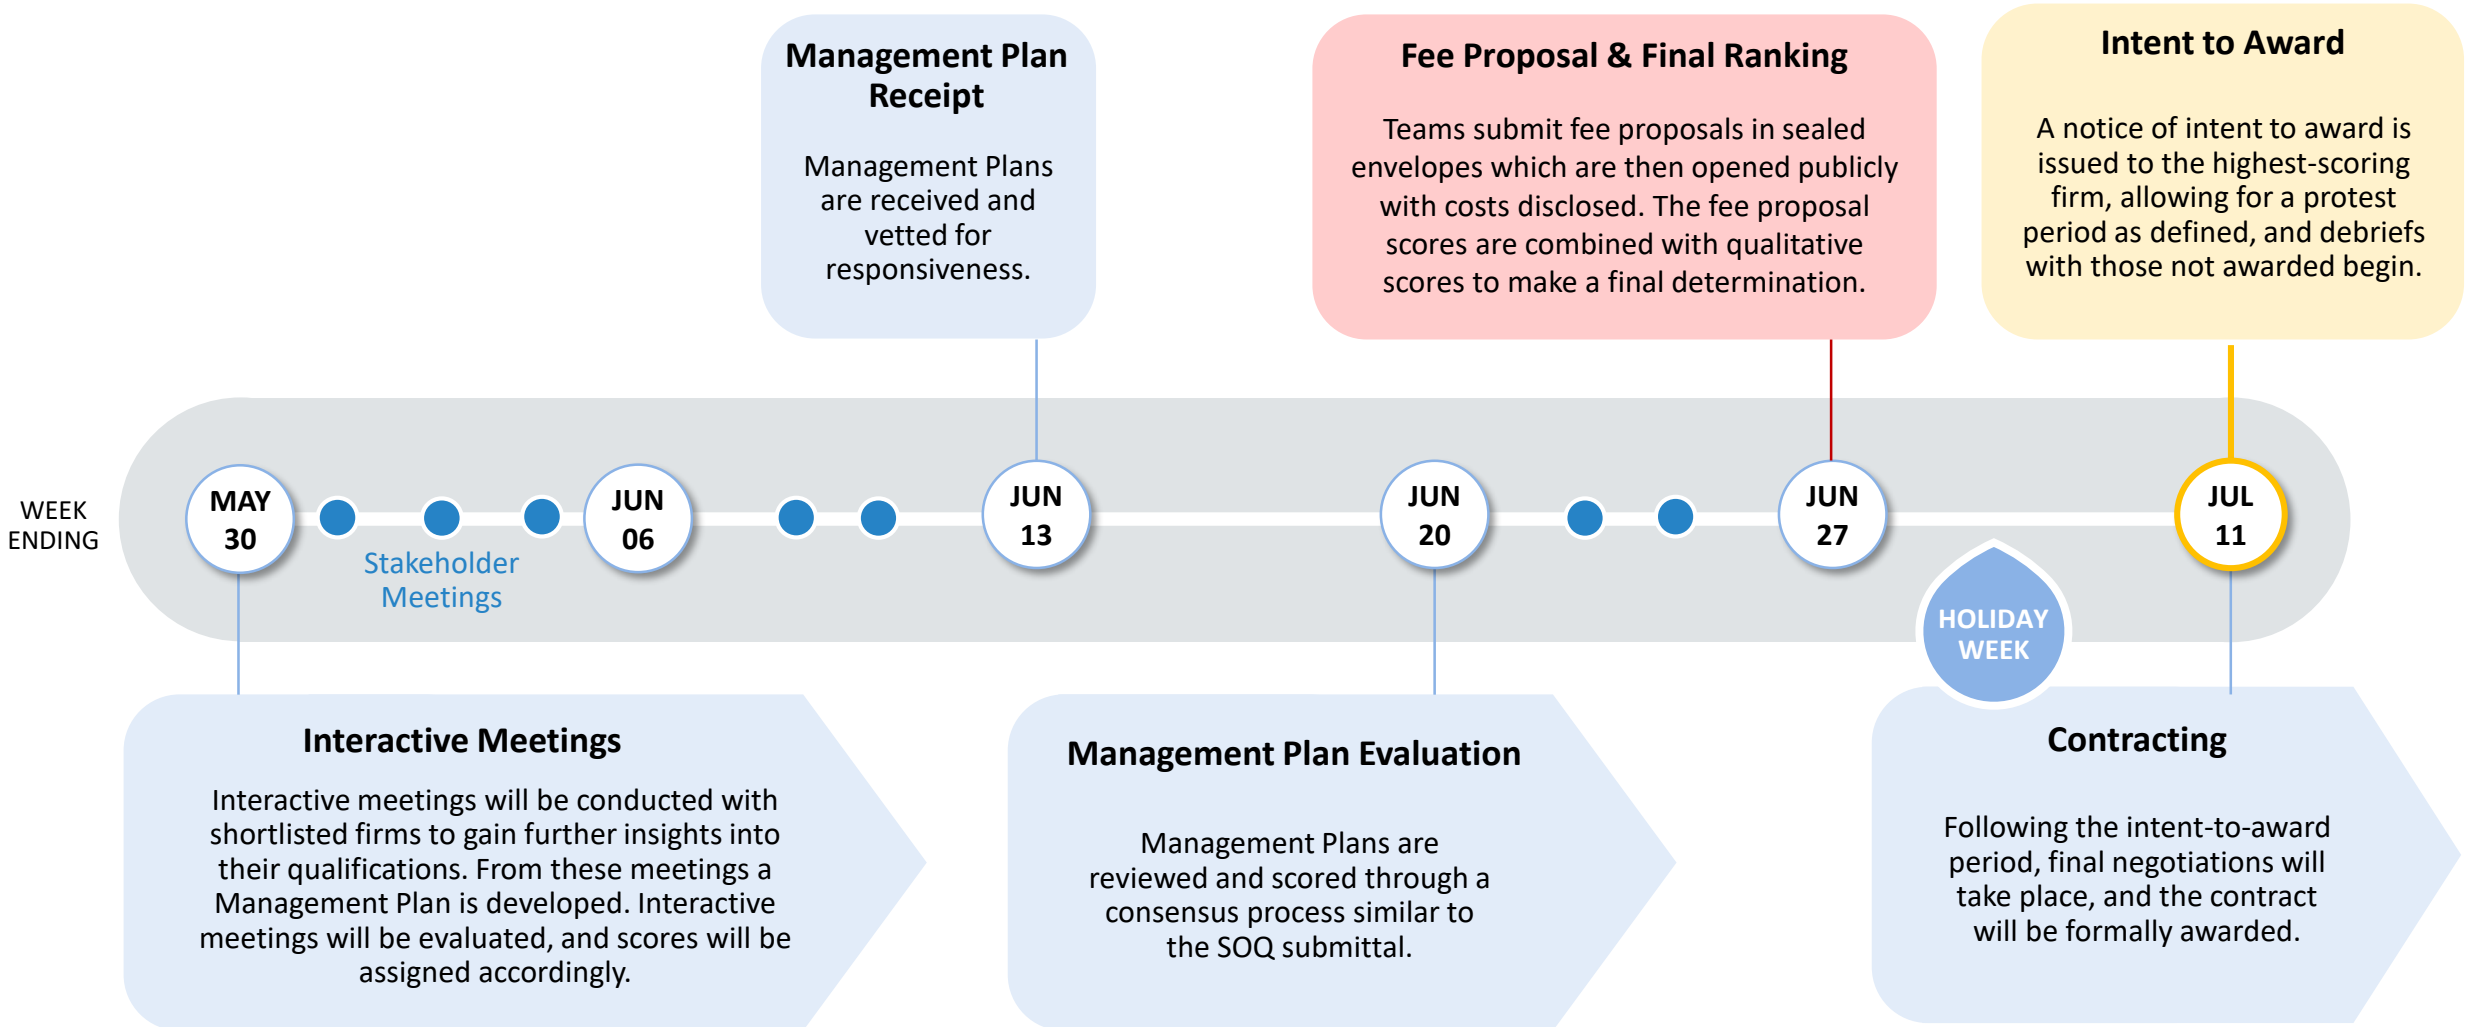 Management Plan
Receipt
Management Plans
are received and
vetted for
responsiveness.
Fee Proposal & Final Ranking
Teams submit fee proposals in sealed
envelopes which are then opened publicly
with costs disclosed. The fee proposal
scores are combined with qualitative
scores to make a final determination.
Intent to Award
A notice of intent to award is
issued to the highest-scoring
firm, allowing for a protest
period as defined, and debriefs
with those not awarded begin.
WEEK
ENDING
MAY
30
Stakeholder
Meetings
JUN
06
JUN
13
JUN
20
JUN
27
HOLIDAY
WEEK
JUL
11
Interactive Meetings
Interactive meetings will be conducted with
shortlisted firms to gain further insights into
their qualifications. From these meetings a
Management Plan is developed. Interactive
meetings will be evaluated, and scores will be
assigned accordingly.
Management Plan Evaluation
Management Plans are
reviewed and scored through a
consensus process similar to
the SOQ submittal.
Contracting
Following the intent-to-award
period, final negotiations will
take place, and the contract
will be formally awarded.